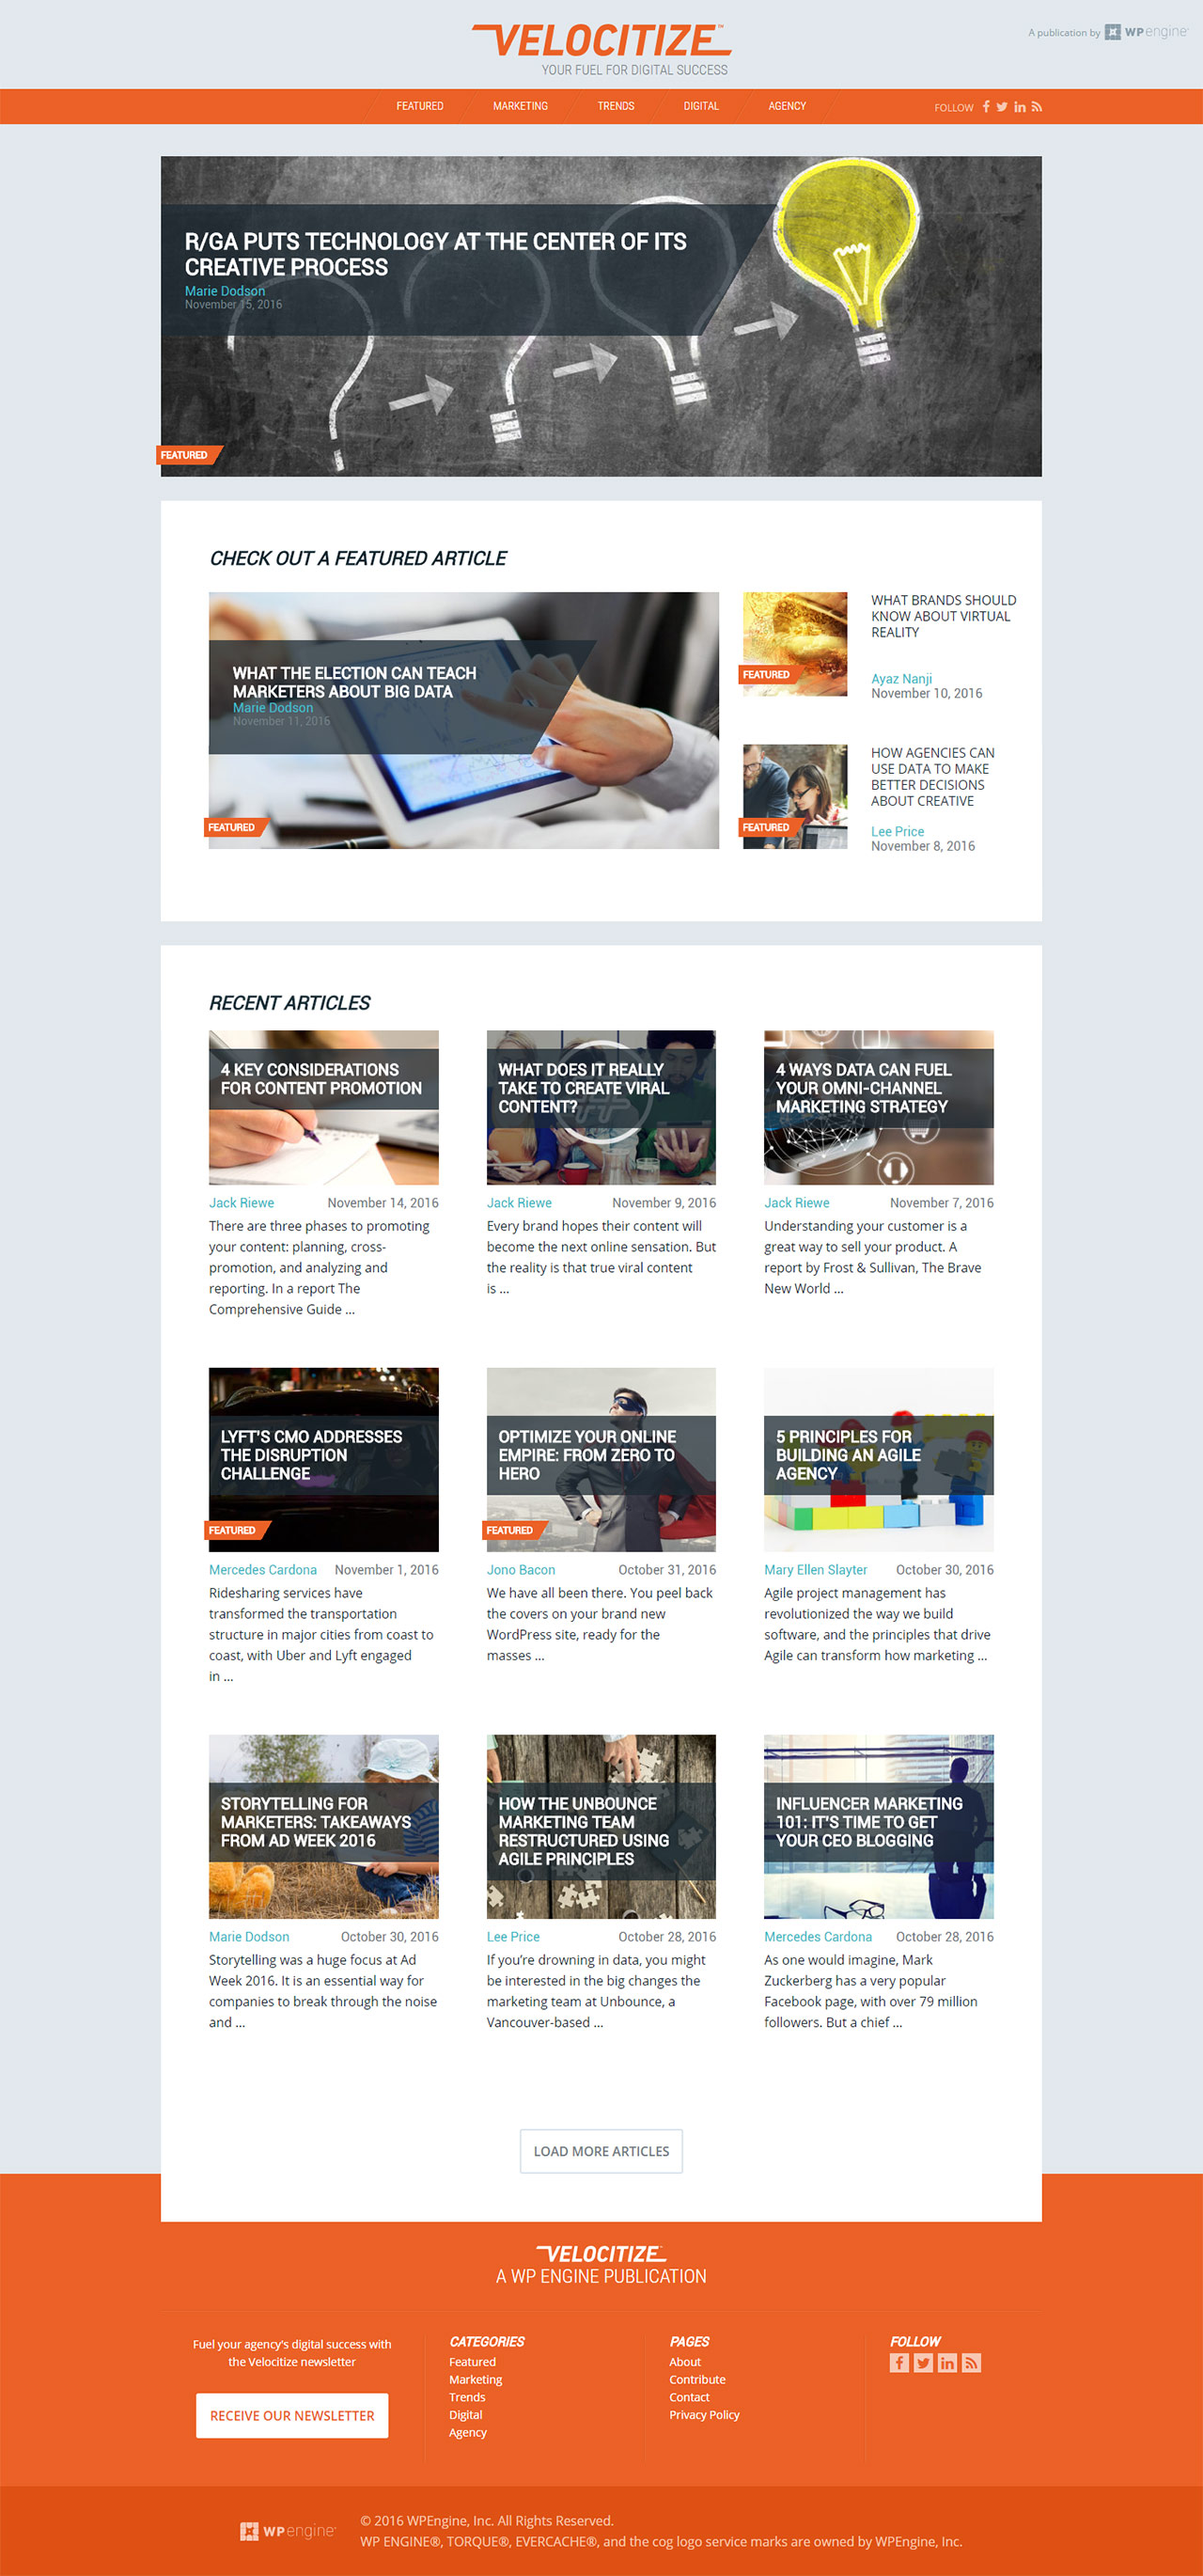 VELOCITIZE™
YOUR FUEL FOR DIGITAL SUCCESS
A publication by WP engine®
FEATURED
MARKETING
TRENDS
DIGITAL
AGENCY
FOLLOW
R/GA PUTS TECHNOLOGY AT THE CENTER OF ITS
CREATIVE PROCESS
Marie Dodson
November 15, 2016
FEATURED
CHECK OUT A FEATURED ARTICLE
WHAT THE ELECTION CAN TEACH
MARKETERS ABOUT BIG DATA
Marie Dodson
November 11, 2016
FEATURED
WHAT BRANDS SHOULD
KNOW ABOUT VIRTUAL
REALITY
Ayaz Nanji
November 10, 2016
FEATURED
HOW AGENCIES CAN
USE DATA TO MAKE
BETTER DECISIONS
ABOUT CREATIVE
Lee Price
November 8, 2016
FEATURED
RECENT ARTICLES
4 KEY CONSIDERATIONS
FOR CONTENT PROMOTION
Jack Riewe November 14, 2016
There are three phases to promoting
your content: planning, cross-
promotion, and analyzing and
reporting. In a report The
Comprehensive Guide ...
WHAT DOES IT REALLY
TAKE TO CREATE VIRAL
CONTENT?
Jack Riewe November 9, 2016
Every brand hopes their content will
become the next online sensation. But
the reality is that true viral content
is ...
4 WAYS DATA CAN FUEL
YOUR OMNI-CHANNEL
MARKETING STRATEGY
Jack Riewe November 7, 2016
Understanding your customer is a
great way to sell your product. A
report by Frost & Sullivan, The Brave
New World ...
LYFT'S CMO ADDRESSES
THE DISRUPTION
CHALLENGE
FEATURED
Mercedes Cardona November 1, 2016
Ridesharing services have
transformed the transportation
structure in major cities from coast to
coast, with Uber and Lyft engaged
in ...
OPTIMIZE YOUR ONLINE
EMPIRE: FROM ZERO TO
HERO
FEATURED
Jono Bacon October 31, 2016
We have all been there. You peel back
the covers on your brand new
WordPress site, ready for the
masses ...
5 PRINCIPLES FOR
BUILDING AN AGILE
AGENCY
Mary Ellen Slayter October 30, 2016
Agile project management has
revolutionized the way we build
software, and the principles that drive
Agile can transform how marketing ...
STORYTELLING FOR
MARKETERS: TAKEAWAYS
FROM AD WEEK 2016
Marie Dodson October 30, 2016
Storytelling was a huge focus at Ad
Week 2016. It is an essential way for
companies to break through the noise
and ...
HOW THE UNBOUNCE
MARKETING TEAM
RESTRUCTURED USING
AGILE PRINCIPLES
Lee Price October 28, 2016
If you're drowning in data, you might
be interested in the big changes the
marketing team at Unbounce, a
Vancouver-based ...
INFLUENCER MARKETING
101: IT'S TIME TO GET
YOUR CEO BLOGGING
Mercedes Cardona October 28, 2016
As one would imagine, Mark
Zuckerberg has a very popular
Facebook page, with over 79 million
followers. But a chief ...
LOAD MORE ARTICLES
VELOCITIZE
A WP ENGINE PUBLICATION
Fuel your agency's digital success with
the Velocitize newsletter
RECEIVE OUR NEWSLETTER
CATEGORIES
Featured
Marketing
Trends
Digital
Agency
PAGES
About
Contribute
Contact
Privacy Policy
FOLLOW
WP engine®
© 2016 WPEngine, Inc. All Rights Reserved.
WP ENGINE®, TORQUE®, EVERCACHE®, and the cog logo service marks are owned by WPEngine, Inc.